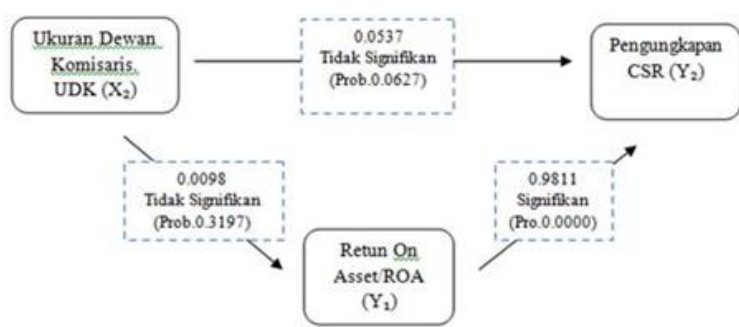 Ukuran Dewan
Komisaris,
UDK (X₂)
0.0537
Tidak Signifikan
(Prob.0.0627)
Pengungkapan
CSR (Y₂)
0.0098
Tidak Signifikan
(Prob.0.3197)
0.9811
Signifikan
(Pro.0.0000)
Retun On
Asset/ROA
(Y₁)